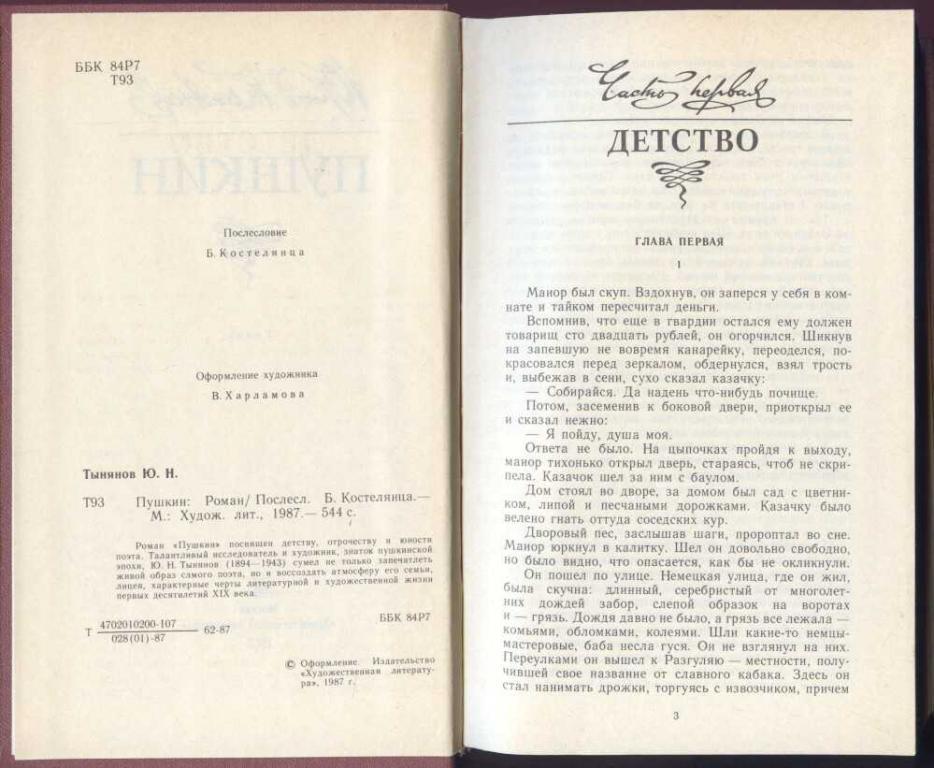 ББК 84Р7
Т93
Послесловие
Б. Костелянца
Оформление художника
В. Харламова
Тынянов Ю. Н.
Т93 Пушкин: Роман/ Послесл. Б. Костелянца.—
М.: Худож. лит., 1987.— 544 с.
Роман «Пушкин» посвящен детству, отрочеству и юности
поэта. Талантливый исследователь и художник, знаток пушкинской
эпохи, Ю. Н. Тынянов (1894—1943) сумел не только запечатлеть
живой образ самого поэта, но и воссоздать атмосферу его семьи,
лицея, характерные черты литературной и художественной жизни
первых десятилетий XIX века.
Т 4702010200-107 62-87
028(01)-87
ББК 84Р7
© Оформление. Издательство
«Художественная литерату-
ра», 1987 г.
Часть первая
ДЕТСТВО
ГЛАВА ПЕРВАЯ
1
Маиор был скуп. Вздохнув, он заперся у себя в ком-
нате и тайком пересчитал деньги.
Вспомнив, что еще в гвардии остался ему должен
товарищ сто двадцать рублей, он огорчился. Шикнув
на запевшую не вовремя канарейку, переоделся, по-
красовался перед зеркалом, обдернулся, взял трость
и, выбежав в сени, сухо сказал казачку:
— Собирайся. Да надень что-нибудь почище.
Потом, засеменив к боковой двери, приоткрыл ее
и сказал нежно:
— Я пойду, душа моя.
Ответа не было. На цыпочках пройдя к выходу,
маиор тихонько открыл дверь, стараясь, чтоб не скри-
пела. Казачок шел за ним с баулом.
Дом стоял во дворе, за домом был сад с цветни-
ком, липой и песчаными дорожками. Казачку было
велено гнать оттуда соседских кур.
Дворовый пес, заслышав шаги, пророптал во сне.
Маиор юркнул в калитку. Шел он довольно свободно,
но было видно, что опасается, как бы не окликнули.
Он пошел по улице. Немецкая улица, где он жил,
была скучна: длинный, серебристый от многолет-
них дождей забор, слепой образок на воротах
и — грязь. Дождя давно не было, а грязь все лежала —
комьями, обломками, колеями. Шли какие-то немцы-
мастеровые, баба несла гуся. Он не взглянул на них.
Переулками он вышел к Разгуляю — местности, полу-
чившей свое название от славного кабака. Здесь он
стал нанимать дрожки, торгуясь с извозчиком, причем
3